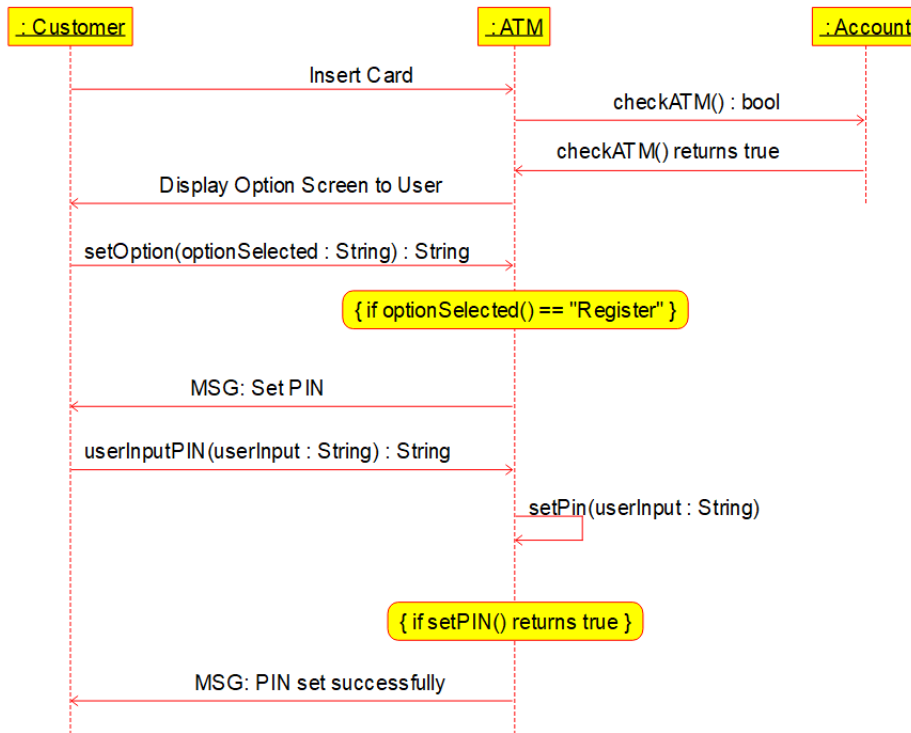 : Customer
: ATM
: Account
Insert Card
checkATM() : bool
checkATM() returns true
Display Option Screen to User
setOption(optionSelected : String) : String
{ if optionSelected() == "Register" }
MSG: Set PIN
userInputPIN(userInput : String) : String
setPin(userInput : String)
{ if setPIN() returns true }
MSG: PIN set successfully